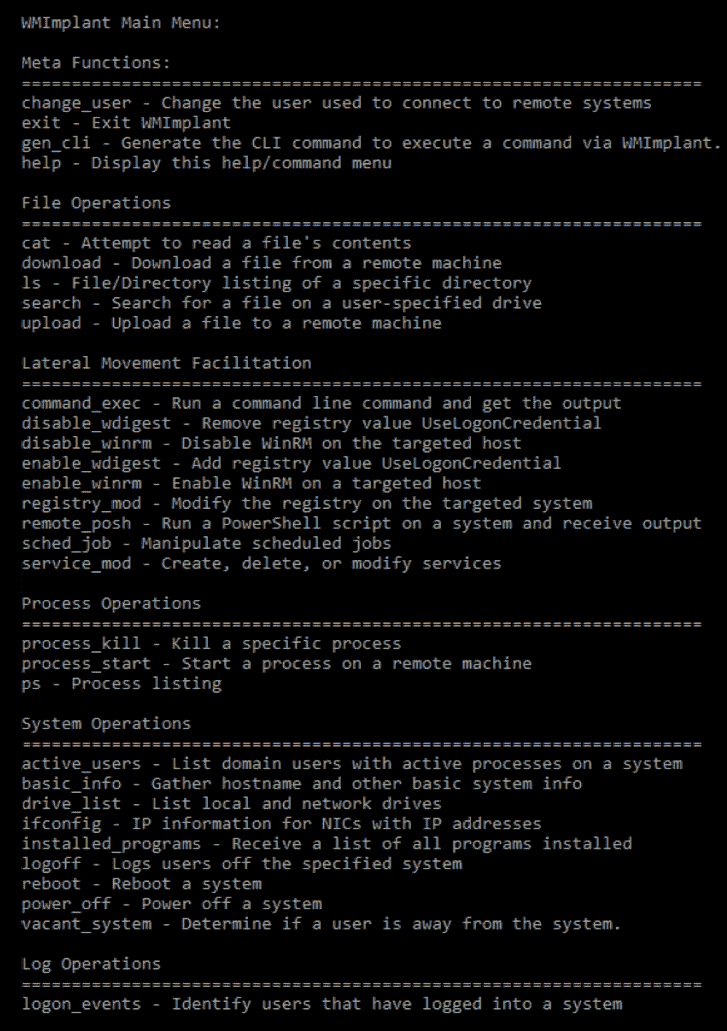 WMImplant Main Menu:
Meta Functions:
====================================================================
change_user - Change the user used to connect to remote systems
exit - Exit WMImplant
gen_cli - Generate the CLI command to execute a command via WMImplant.
help - Display this help/command menu
File Operations
====================================================================
cat - Attempt to read a file's contents
download - Download a file from a remote machine
ls - File/Directory listing of a specific directory
search - Search for a file on a user-specified drive
upload - Upload a file to a remote machine
Lateral Movement Facilitation
====================================================================
command_exec - Run a command line command and get the output
disable_wdigest - Remove registry value UseLogonCredential
disable_winrm - Disable WinRM on the targeted host
enable_wdigest - Add registry value UseLogonCredential
enable_winrm - Enable WinRM on a targeted host
registry_mod - Modify the registry on the targeted system
remote_posh - Run a PowerShell script on a system and receive output
sched_job - Manipulate scheduled jobs
service_mod - Create, delete, or modify services
Process Operations
====================================================================
process_kill - Kill a specific process
process_start - Start a process on a remote machine
ps - Process listing
System Operations
====================================================================
active_users - List domain users with active processes on a system
basic_info - Gather hostname and other basic system info
drive_list - List local and network drives
ifconfig - IP information for NICs with IP addresses
installed_programs - Receive a list of all programs installed
logoff - Logs users off the specified system
reboot - Reboot a system
power_off - Power off a system
vacant_system - Determine if a user is away from the system.
Log Operations
====================================================================
logon_events - Identify users that have logged into a system